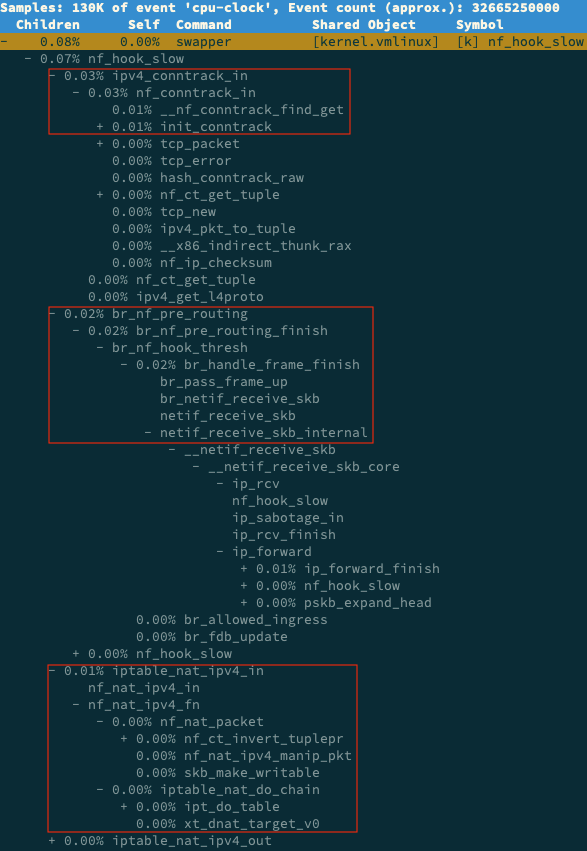 Samples: 130K of event 'cpu-clock', Event count (approx.): 32665250000
Children Self Command Shared Object Symbol
- 0.08% 0.00% swapper [kernel.vmlinux] [k] nf_hook_slow
- 0.07% nf_hook_slow
- 0.03% ipv4_conntrack_in
- 0.03% nf_conntrack_in
0.01% __nf_conntrack_find_get
+ 0.01% init_conntrack
+ 0.00% tcp_packet
0.00% tcp_error
0.00% hash_conntrack_raw
+ 0.00% nf_ct_get_tuple
0.00% tcp_new
0.00% ipv4_pkt_to_tuple
0.00% __x86_indirect_thunk_rax
0.00% nf_ip_checksum
0.00% nf_ct_get_tuple
0.00% ipv4_get_l4proto
- 0.02% br_nf_pre_routing
- 0.02% br_nf_pre_routing_finish
- br_nf_hook_thresh
- 0.02% br_handle_frame_finish
br_pass_frame_up
br_netif_receive_skb
netif_receive_skb
- netif_receive_skb_internal
- __netif_receive_skb
- __netif_receive_skb_core
- ip_rcv
nf_hook_slow
ip_sabotage_in
ip_rcv_finish
- ip_forward
+ 0.01% ip_forward_finish
+ 0.00% nf_hook_slow
+ 0.00% pskb_expand_head
0.00% br_allowed_ingress
0.00% br_fdb_update
+ 0.00% nf_hook_slow
- 0.01% iptable_nat_ipv4_in
nf_nat_ipv4_in
- nf_nat_ipv4_fn
- 0.00% nf_nat_packet
+ 0.00% nf_ct_invert_tuplepr
0.00% nf_nat_ipv4_manip_pkt
0.00% skb_make_writable
- 0.00% iptable_nat_do_chain
+ 0.00% ipt_do_table
0.00% xt_dnat_target_v0
+ 0.00% iptable_nat_ipv4_out